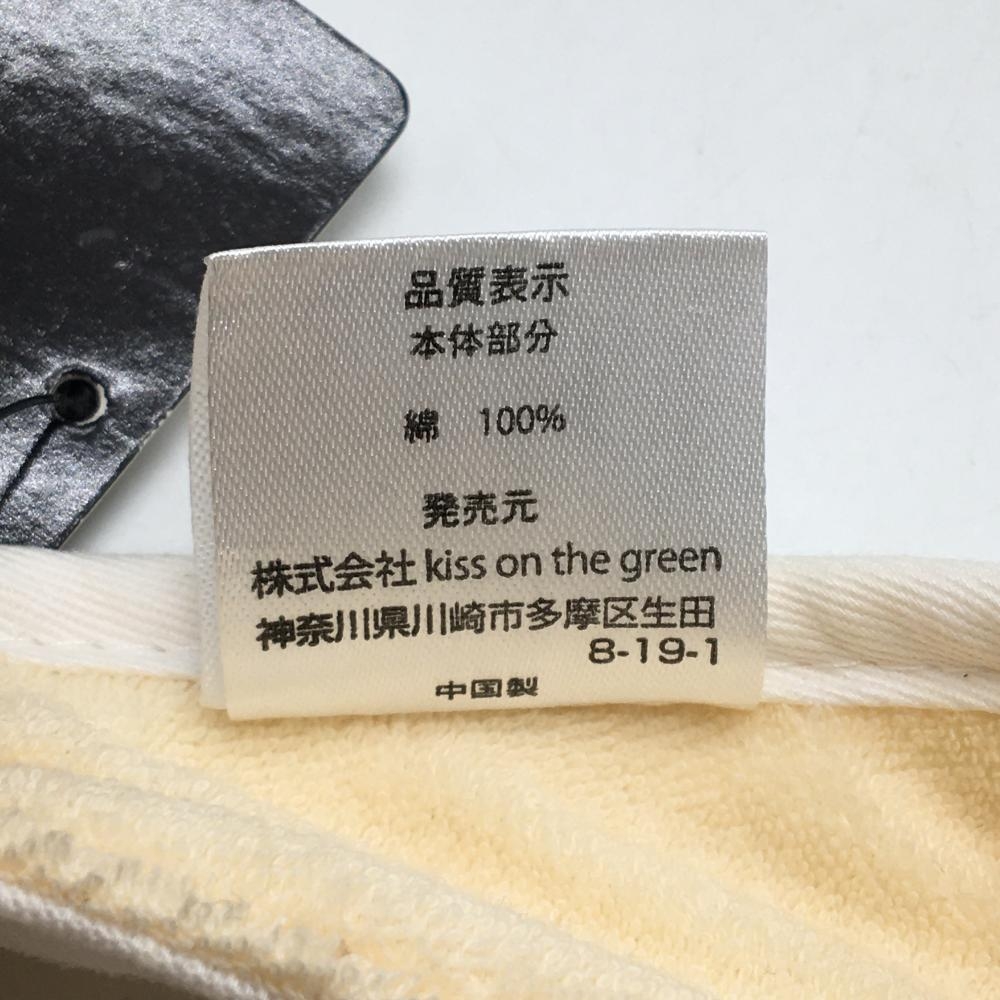 品質表示
本体部分
綿 100%
発売元
株式会社 kiss on the green
神奈川県川崎市多摩区生田
8-19-1
中国製